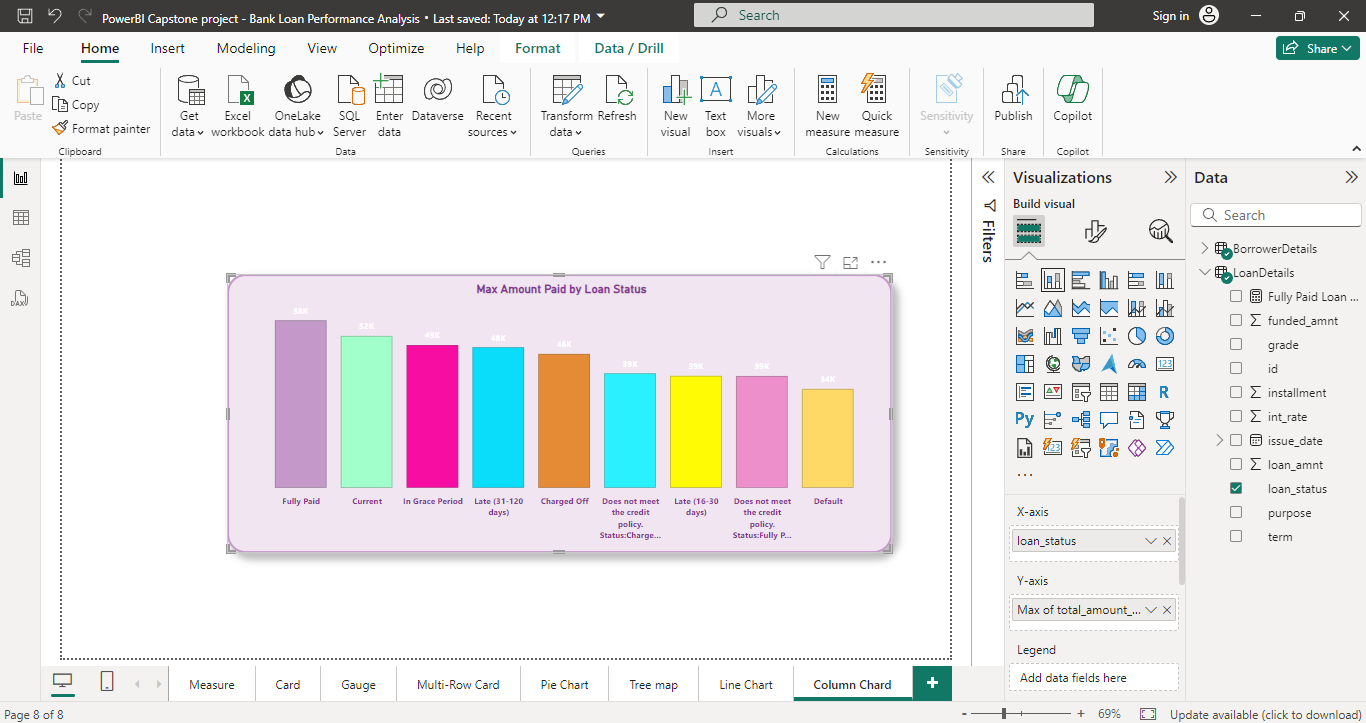 PowerBI Capstone project - Bank Loan Performance Analysis • Last saved: Today at 12:17 PM
Search
Sign in
File Home Insert Modeling View Optimize Help Format Data / Drill
Share
Paste
Cut
Copy
Format painter
Get data
Excel workbook
OneLake data hub
SQL Server
Enter data
Dataverse
Recent sources
Transform data
Refresh
New visual
Text box
More visuals
New measure
Quick measure
Sensitivity
Publish
Copilot
Clipboard Data Queries Insert Calculations Sensitivity Share Copilot
Filters
Visualizations
Build visual
Data
Search
BorrowerDetails
LoanDetails
Fully Paid Loan ...
funded_amnt
grade
id
installment
int_rate
issue_date
loan_amnt
loan_status
purpose
term
Max Amount Paid by Loan Status
58K
52K
49K
48K
46K
39K
39K
39K
34K
Fully Paid
Current
In Grace Period
Late (31-120
days)
Charged Off
Does not meet
the credit
policy.
Status:Charge...
Late (16-30
days)
Does not meet
the credit
policy.
Status:Fully P...
Default
X-axis
loan_status
Y-axis
Max of total_amount_...
Legend
Add data fields here
Measure Card Gauge Multi-Row Card Pie Chart Tree map Line Chart Column Chard
Page 8 of 8
69%
Update available (click to download)